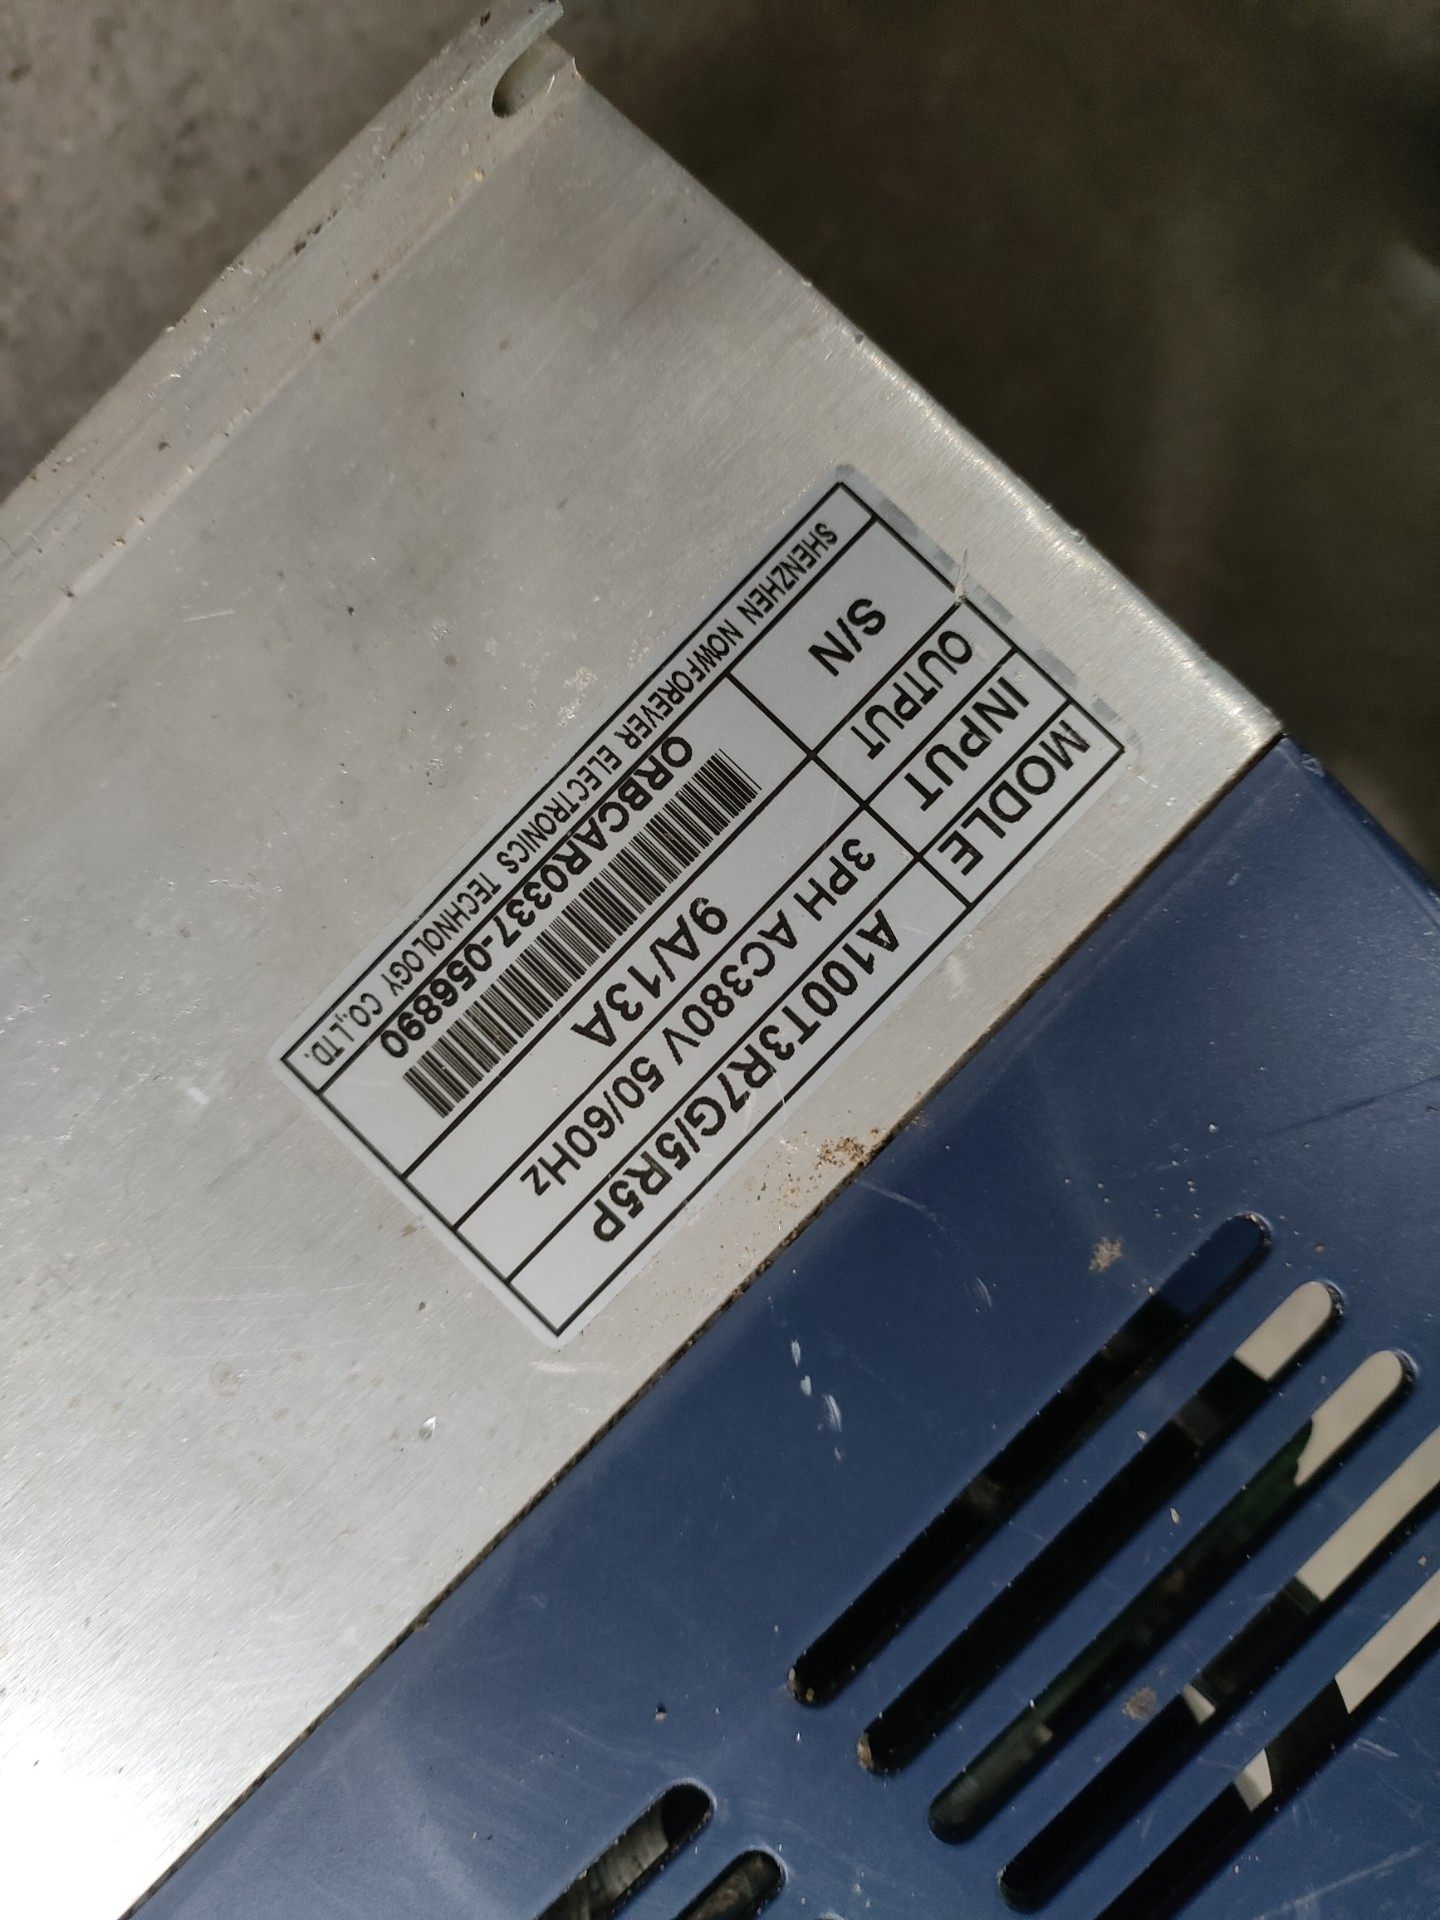 MODLE A100T3R7G/5R5P
INPUT 3PH AC380V 50/60Hz
OUTPUT 9A/13A
S/N
ORBCAR0337-056890
SHENZHEN NOWFOREVER ELECTRONICS TECHNOLOGY CO.,LTD.